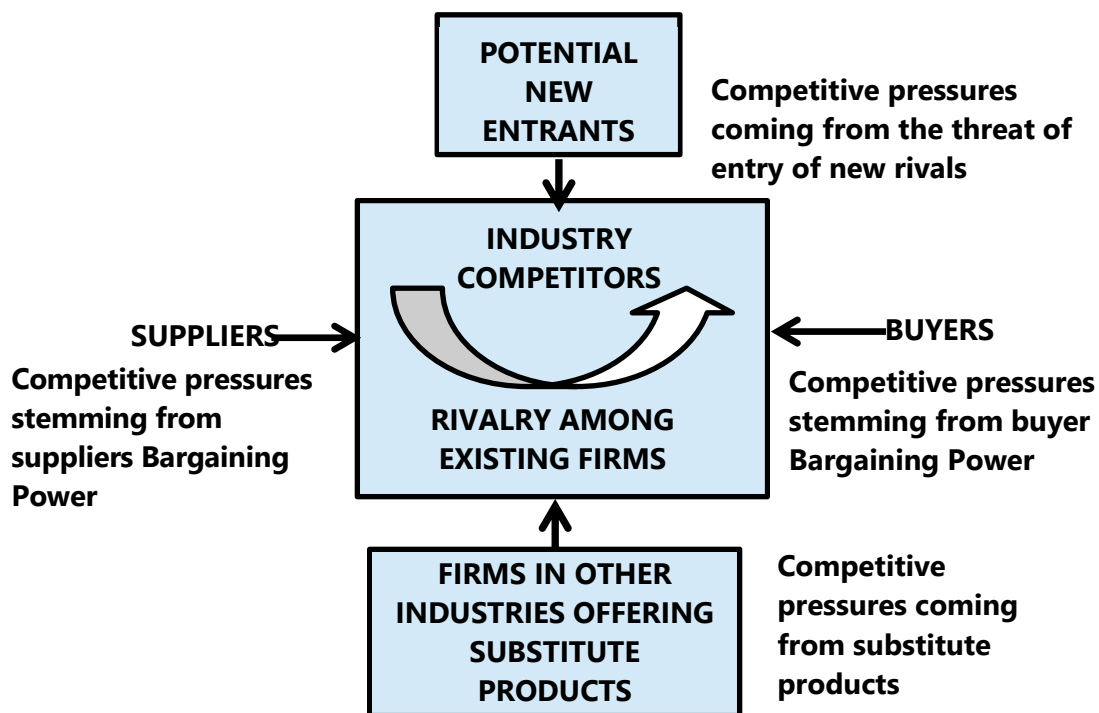 POTENTIAL
NEW
ENTRANTS
Competitive pressures
coming from the threat of
entry of new rivals
INDUSTRY
COMPETITORS
SUPPLIERS
Competitive pressures
stemming from
suppliers Bargaining
Power
BUYERS
Competitive pressures
stemming from buyer
Bargaining Power
RIVALRY AMONG
EXISTING FIRMS
FIRMS IN OTHER
INDUSTRIES OFFERING
SUBSTITUTE
PRODUCTS
Competitive
pressures coming
from substitute
products